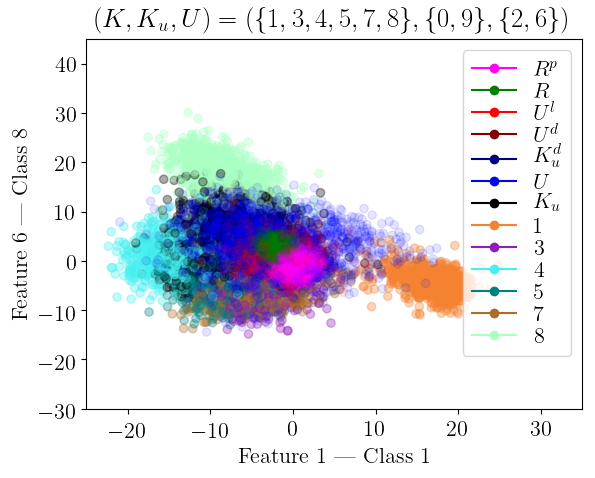 (K, K_u, U) = ({1, 3, 4, 5, 7, 8}, {0, 9}, {2, 6})
40
30
20
10
0
−10
−20
−30
Feature 6 — Class 8
R^p
R
U^l
U^d
K_u^d
U
K_u
1
3
4
5
7
8
−20 −10 0 10 20 30
Feature 1 — Class 1